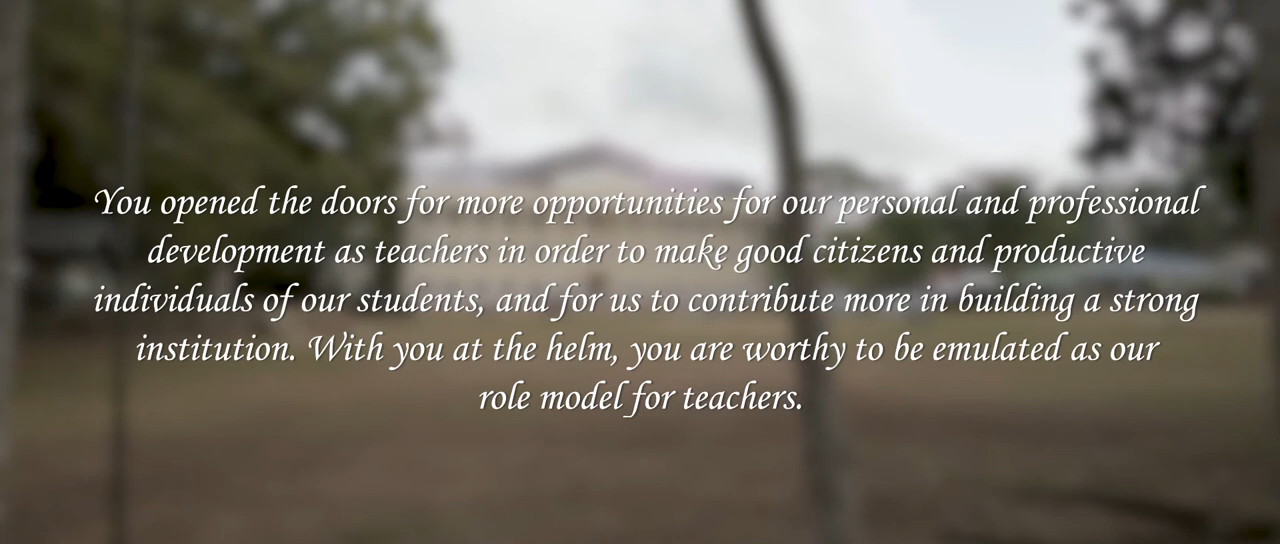 You opened the doors for more opportunities for our personal and professional
development as teachers in order to make good citizens and productive
individuals of our students, and for us to contribute more in building a strong
institution. With you at the helm, you are worthy to be emulated as our
role model for teachers.